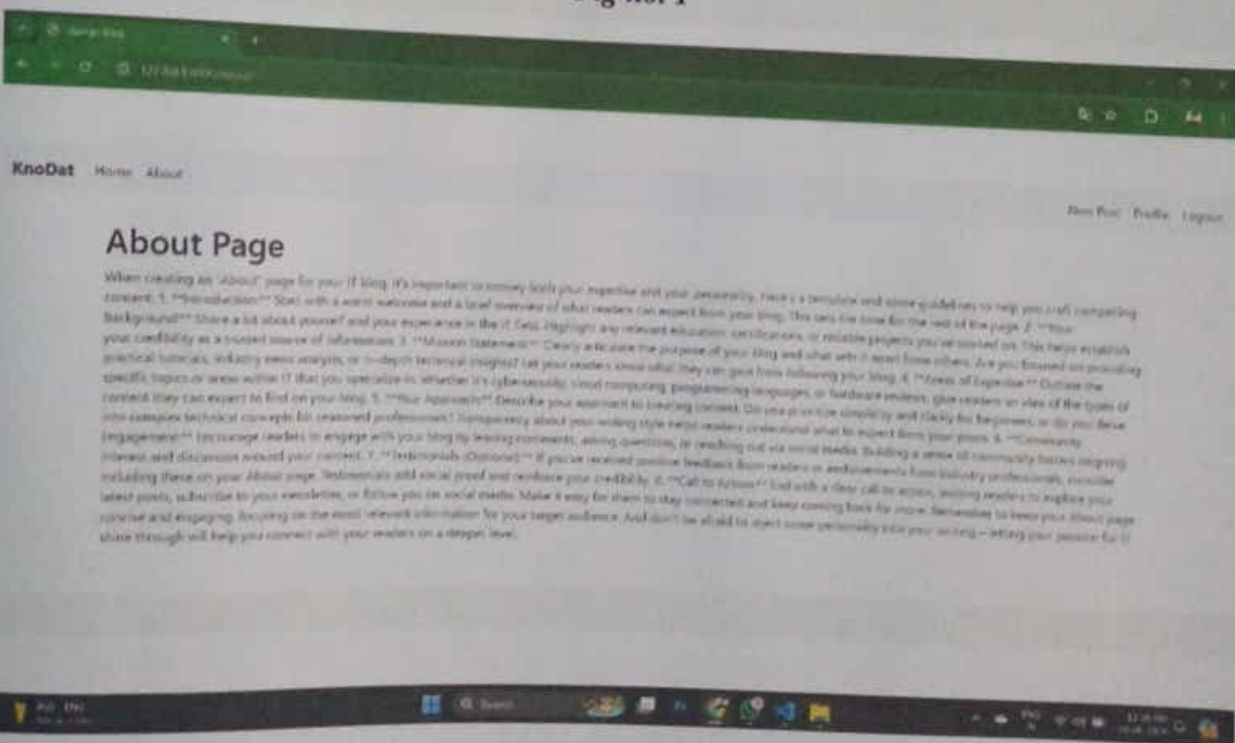 KnoDat Home About
New Post Profile Logout
About Page
When creating an "About" page for your IT blog, it's important to convey both your expertise and your personality. Here's a template and some guidelines to help you craft compelling
content: 1. **Introduction:** Start with a warm welcome and a brief overview of what readers can expect from your blog. This sets the tone for the rest of the page. 2. **Your
Background:** Share a bit about yourself and your experience in the IT field. Highlight any relevant education, certifications, or notable projects you've worked on. This helps establish
your credibility as a trusted source of information. 3. **Mission Statement:** Clearly articulate the purpose of your blog and what sets it apart from others. Are you focused on providing
practical tutorials, industry news analysis, or in-depth technical insights? Let your readers know what they can gain from following your blog. 4. **Areas of Expertise:** Outline the
specific topics or areas within IT that you specialize in. Whether it's cybersecurity, cloud computing, programming languages, or hardware reviews, give readers an idea of the types of
content they can expect to find on your blog. 5. **Your Approach:** Describe your approach to creating content. Do you prioritize simplicity and clarity for beginners, or do you delve
into complex technical concepts for seasoned professionals? Transparency about your writing style helps readers understand what to expect from your posts. 6. **Community
Engagement:** Encourage readers to engage with your blog by leaving comments, asking questions, or reaching out via social media. Building a sense of community fosters ongoing
interest and discussion around your content. 7. **Testimonials (Optional):** If you've received positive feedback from readers or endorsements from industry professionals, consider
including these on your About page. Testimonials add social proof and reinforce your credibility. 8. **Call to Action:** End with a clear call to action, inviting readers to explore your
latest posts, subscribe to your newsletter, or follow you on social media. Make it easy for them to stay connected and keep coming back for more. Remember to keep your About page
concise and engaging, focusing on the most relevant information for your target audience. And don't be afraid to inject some personality into your writing – letting your passion for IT
shine through will help you connect with your readers on a deeper level.
Search